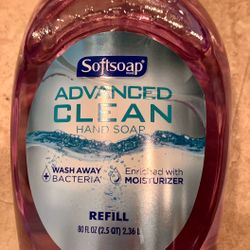 Softsoap
BRAND
ADVANCED
CLEAN
HAND SOAP
WASH AWAY
BACTERIA
Enriched with
MOISTURIZER
REFILL
80 FL OZ (2.5 QT) 2.36 L